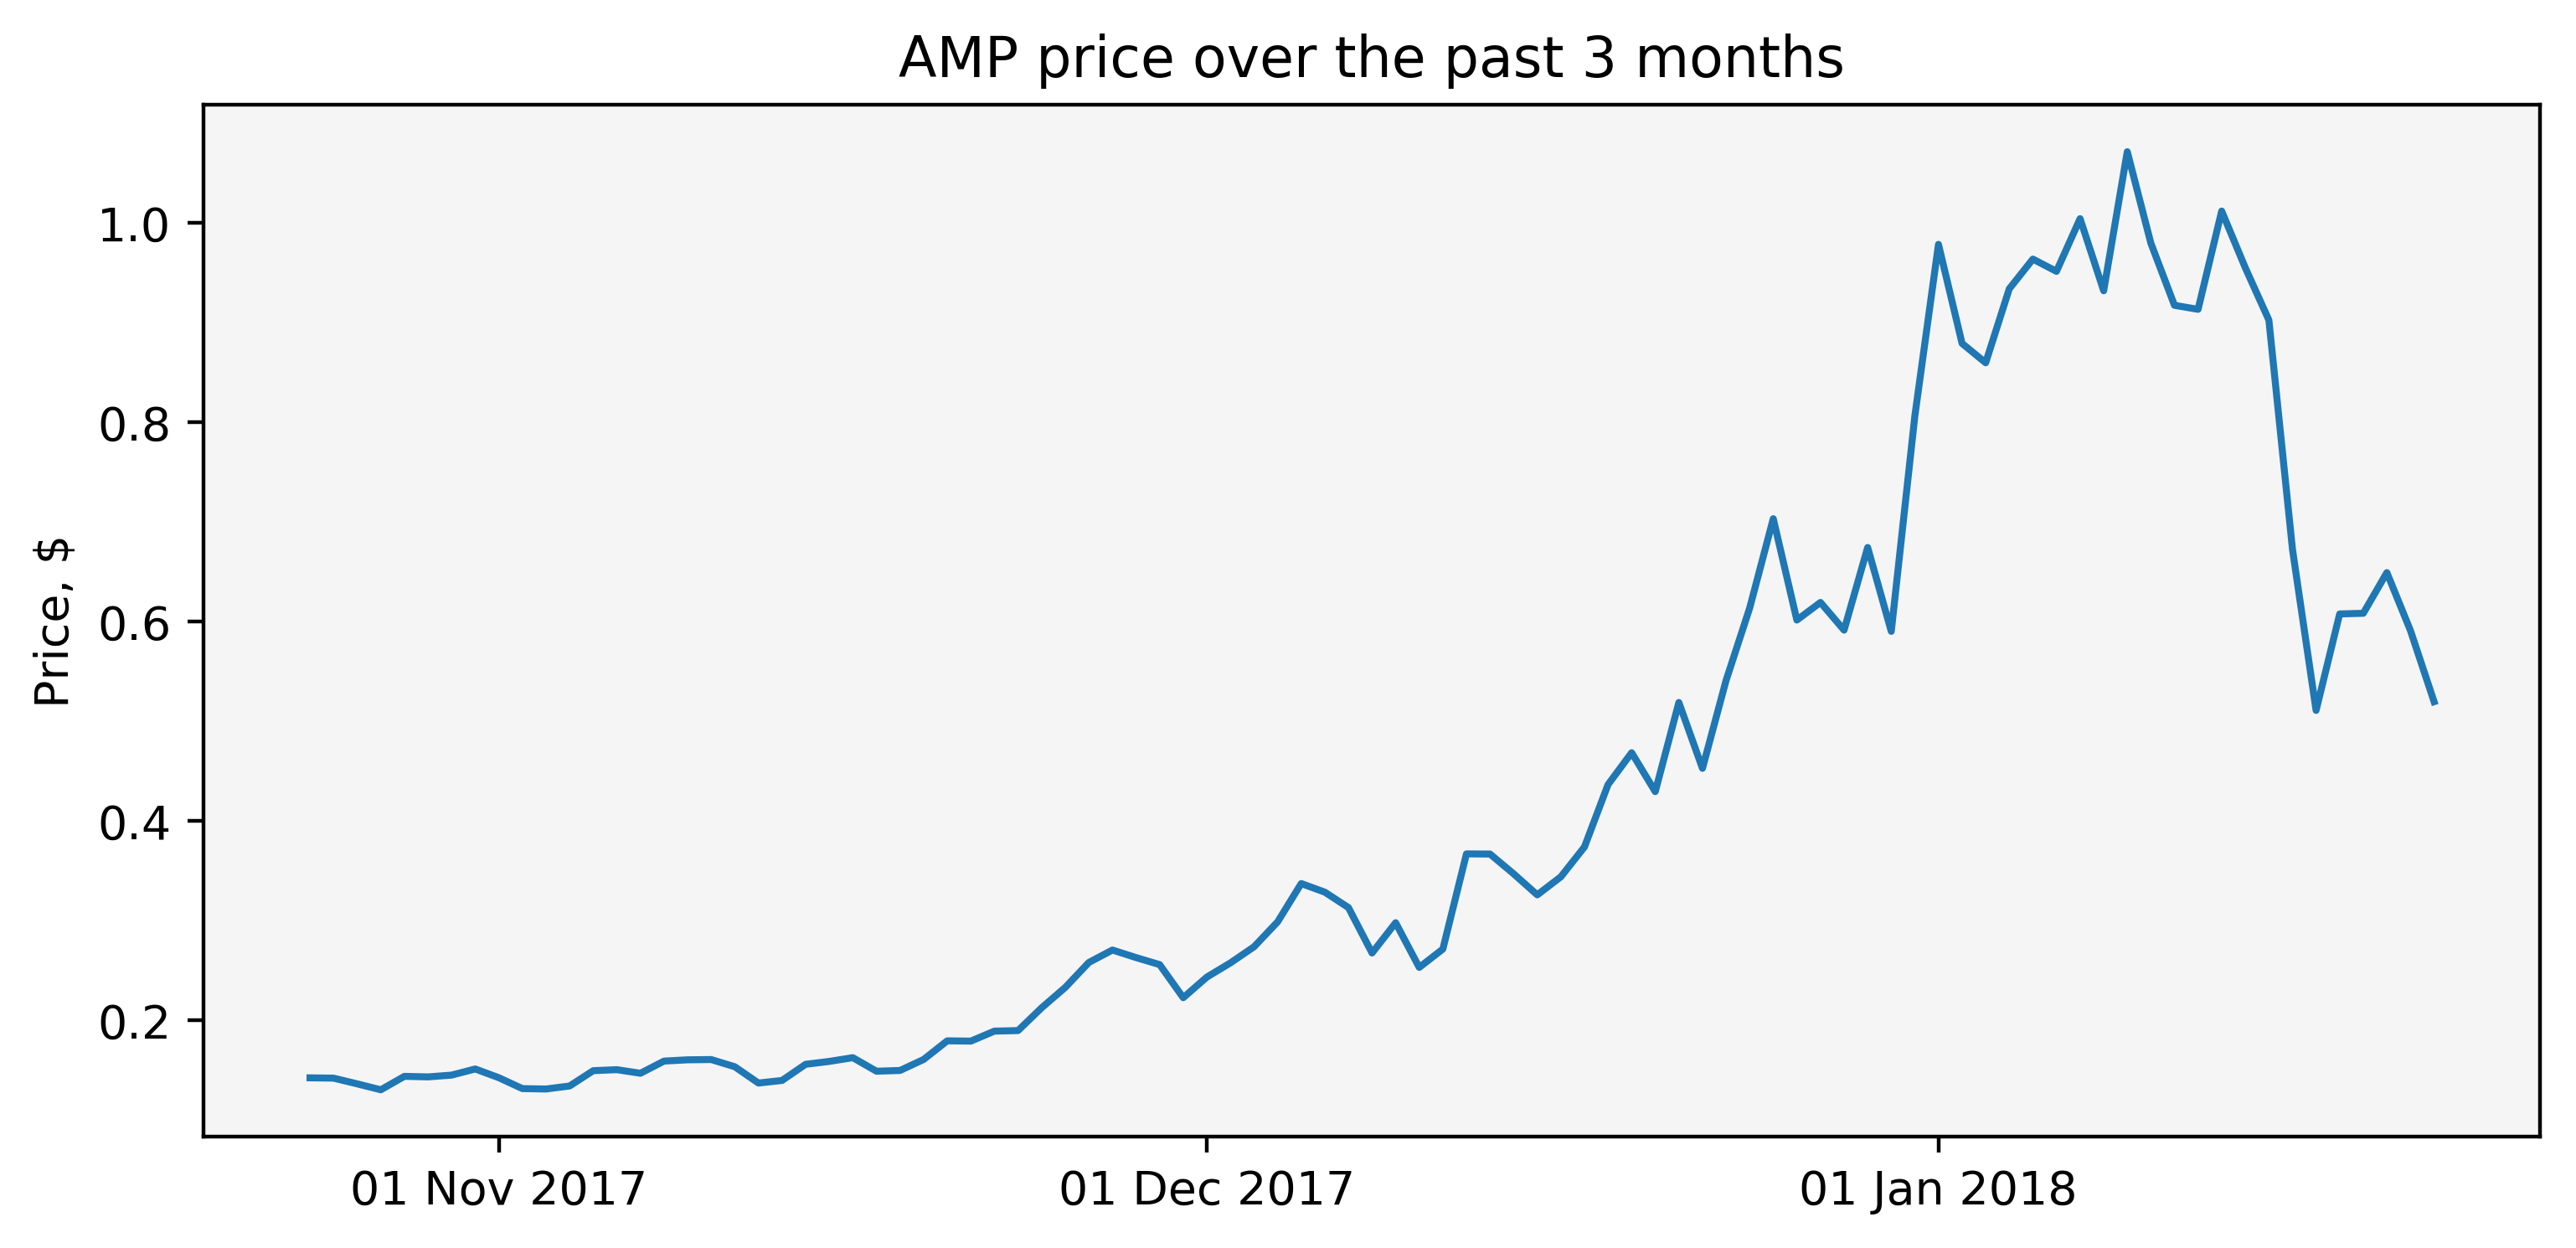 AMP price over the past 3 months
Price, $
1.0
0.8
0.6
0.4
0.2
01 Nov 2017
01 Dec 2017
01 Jan 2018